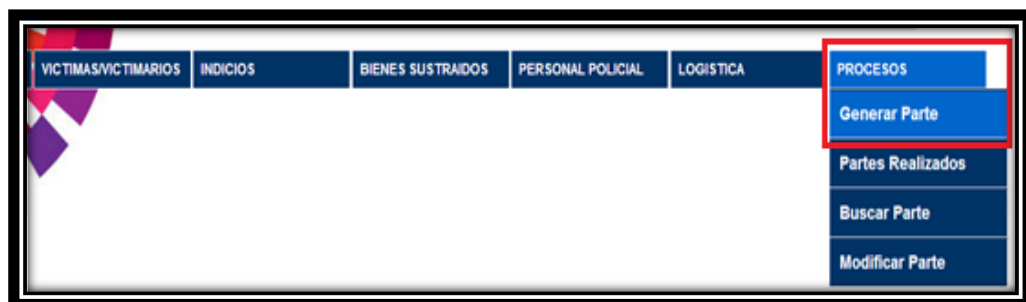 VICTIMAS/VICTIMARIOS INDICIOS BIENES SUSTRAIDOS PERSONAL POLICIAL LOGISTICA PROCESOS
Generar Parte
Partes Realizados
Buscar Parte
Modificar Parte